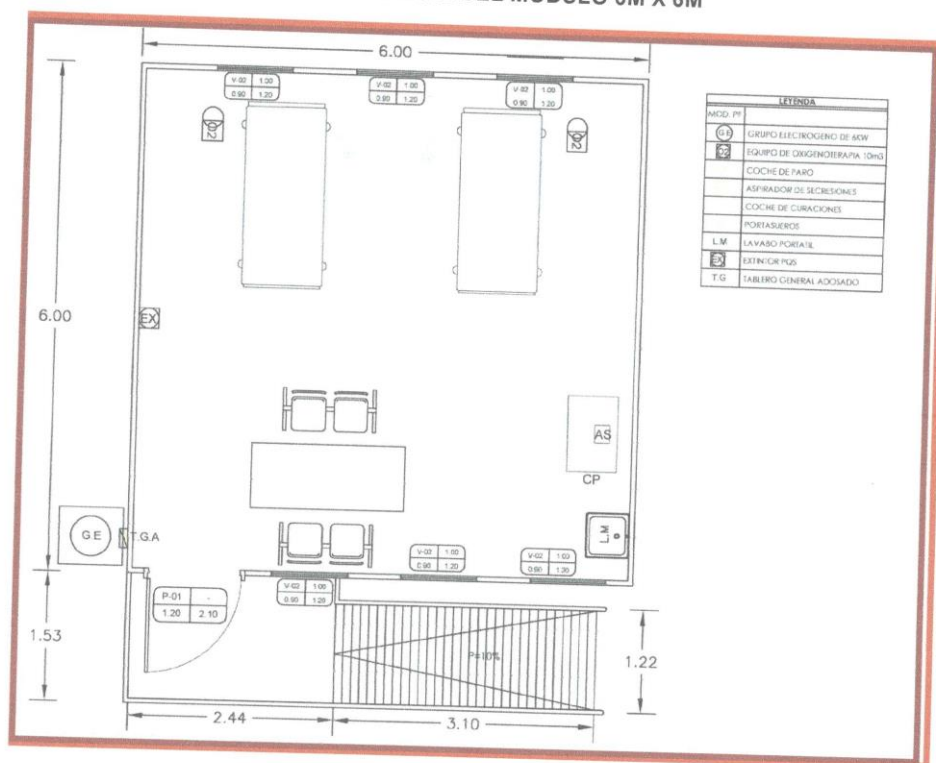 MODULO 6M X 6M
6.00
V-02 1.00
0.90 1.20
V-02 1.00
0.90 1.20
V-02 1.00
0.90 1.20
O2
O2
LEYENDA
MOD. Pº
G.E GRUPO ELECTROGENO DE 6KW
O2 EQUIPO DE OXIGENOTERAPIA 10m3
COCHE DE PARO
ASPIRADOR DE SECRESIONES
COCHE DE CURACIONES
PORTASUEROS
L.M LAVABO PORTATIL
EX EXTINTOR PQS
T.G TABLERO GENERAL ADOSADO
6.00
EX
AS
CP
G.E
T.G.A
L.M
V-02 1.00
0.90 1.20
V-02 1.00
0.90 1.20
V-02 1.00
0.90 1.20
P-01 -
1.20 2.10
1.53
P=10%
1.22
2.44
3.10